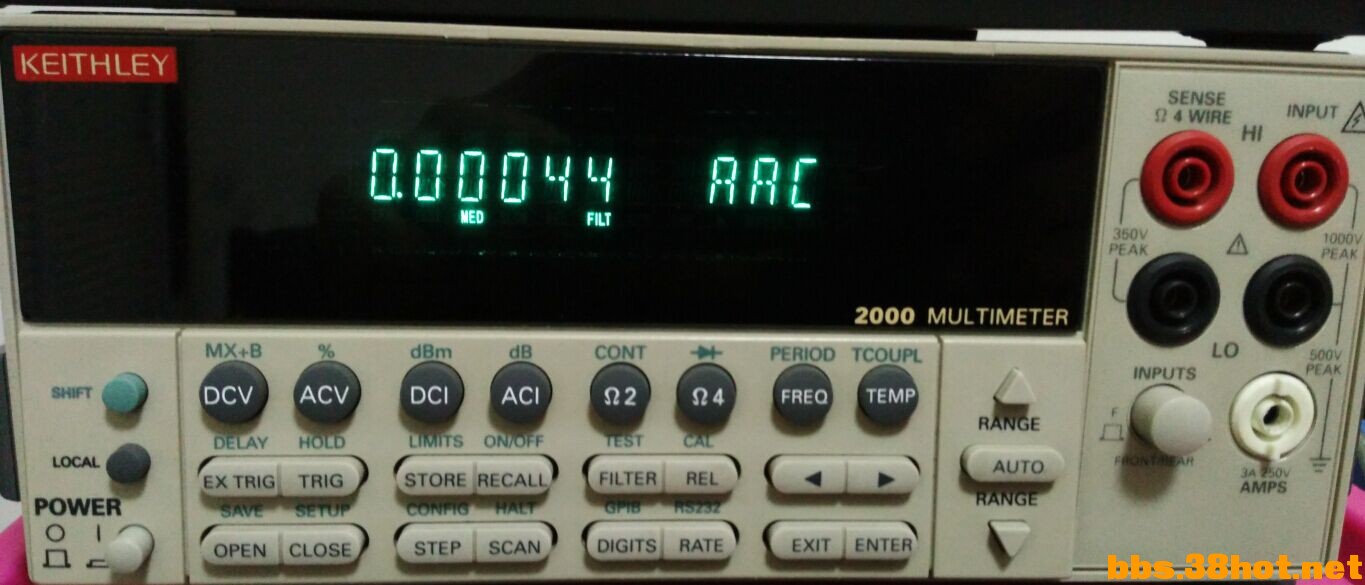 KEITHLEY
0.00044 AAC
MED FILT
2000 MULTIMETER
SENSE
Ω 4 WIRE
INPUT
HI
350V
PEAK
1000V
PEAK
LO
500V
PEAK
INPUTS
F
FRONT/REAR
3A 250V
AMPS
MX+B % dBm dB CONT PERIOD TCOUPL
SHIFT DCV ACV DCI ACI Ω2 Ω4 FREQ TEMP
DELAY HOLD LIMITS ON/OFF TEST CAL
RANGE
LOCAL EX TRIG TRIG STORE RECALL FILTER REL ◀ ▶ AUTO
RANGE
POWER
O I
SAVE SETUP CONFIG HALT GPIB RS232
OPEN CLOSE STEP SCAN DIGITS RATE EXIT ENTER
bbs.38hot.net